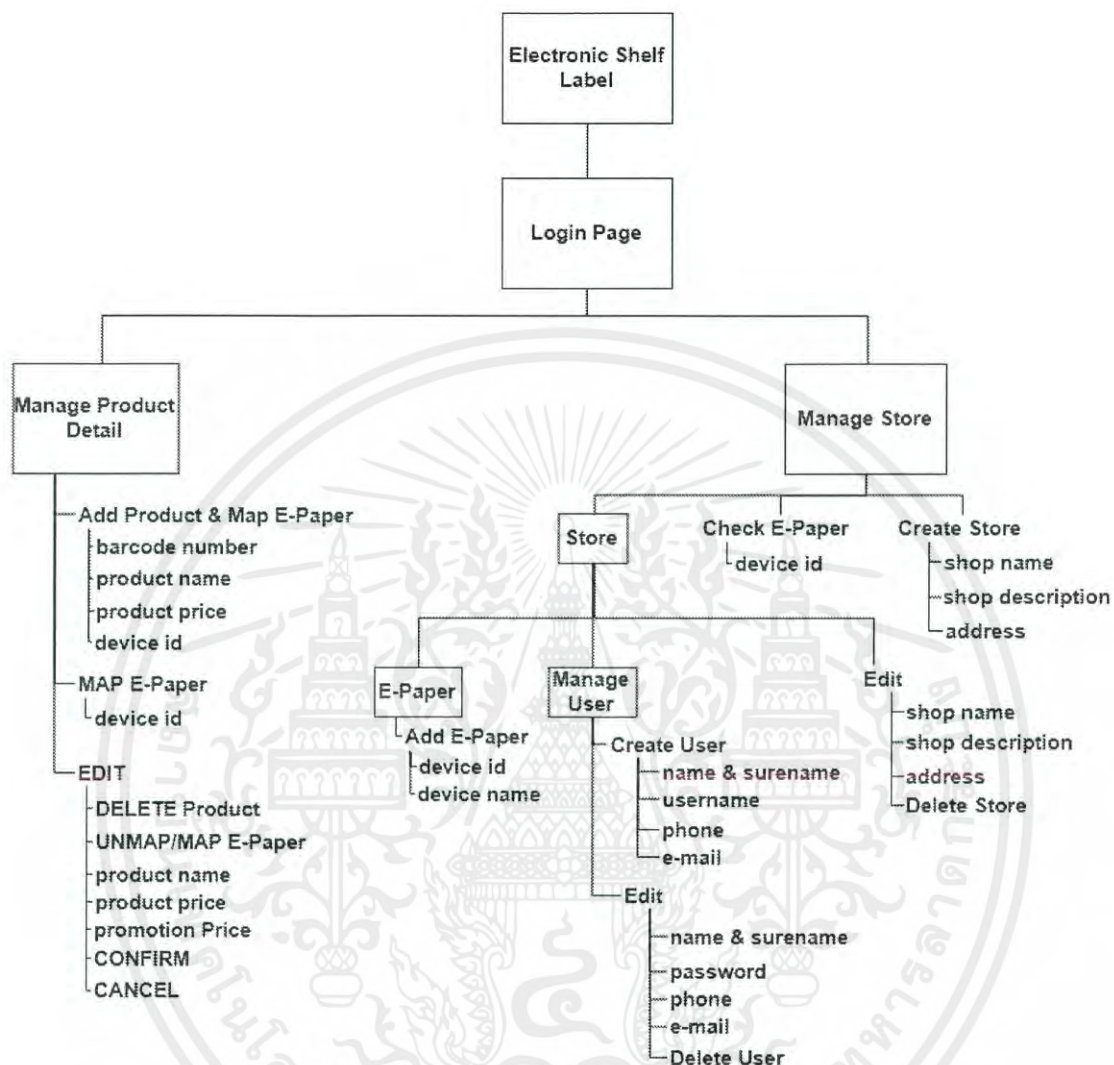 Electronic Shelf
Label
Login Page
Manage Product
Detail
Add Product & Map E-Paper
barcode number
product name
product price
device id
MAP E-Paper
device id
EDIT
DELETE Product
UNMAP/MAP E-Paper
product name
product price
promotion Price
CONFIRM
CANCEL
Manage Store
Store
E-Paper
Add E-Paper
device id
device name
Manage
User
Create User
name & surename
username
phone
e-mail
Edit
name & surename
password
phone
e-mail
Delete User
Edit
shop name
shop description
address
Delete Store
Check E-Paper
device id
Create Store
shop name
shop description
address